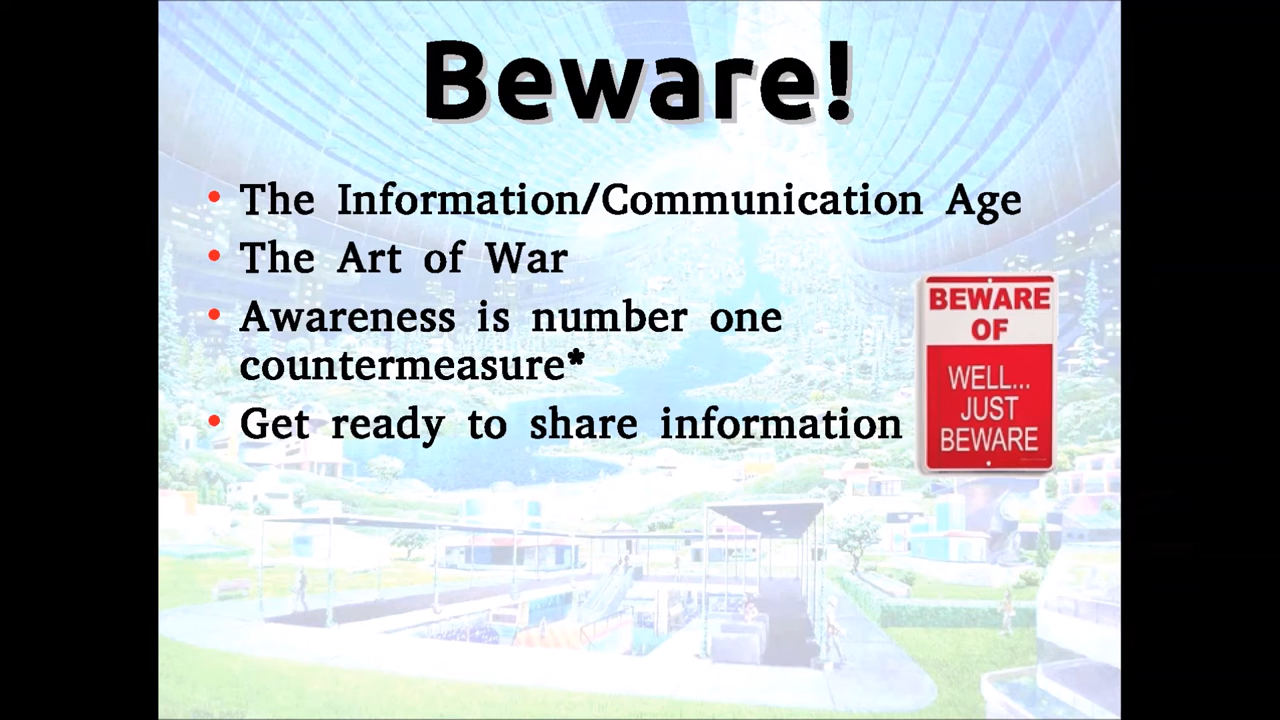 Beware!
The Information/Communication Age
The Art of War
Awareness is number one
countermeasure*
Get ready to share information
BEWARE
OF
WELL...
JUST
BEWARE